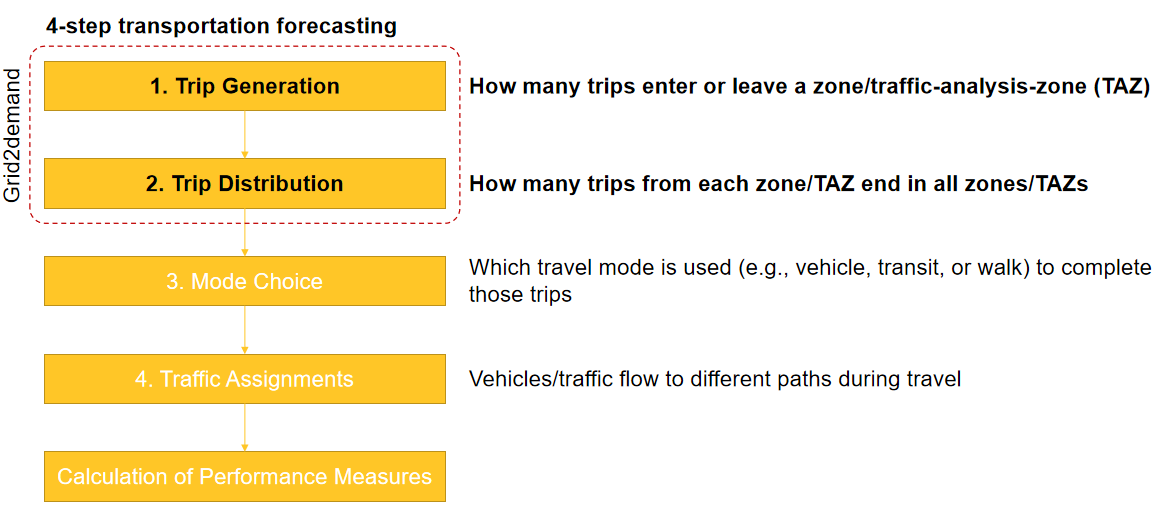 4-step transportation forecasting
Grid2demand
1. Trip Generation
How many trips enter or leave a zone/traffic-analysis-zone (TAZ)
2. Trip Distribution
How many trips from each zone/TAZ end in all zones/TAZs
3. Mode Choice
Which travel mode is used (e.g., vehicle, transit, or walk) to complete
those trips
4. Traffic Assignments
Vehicles/traffic flow to different paths during travel
Calculation of Performance Measures